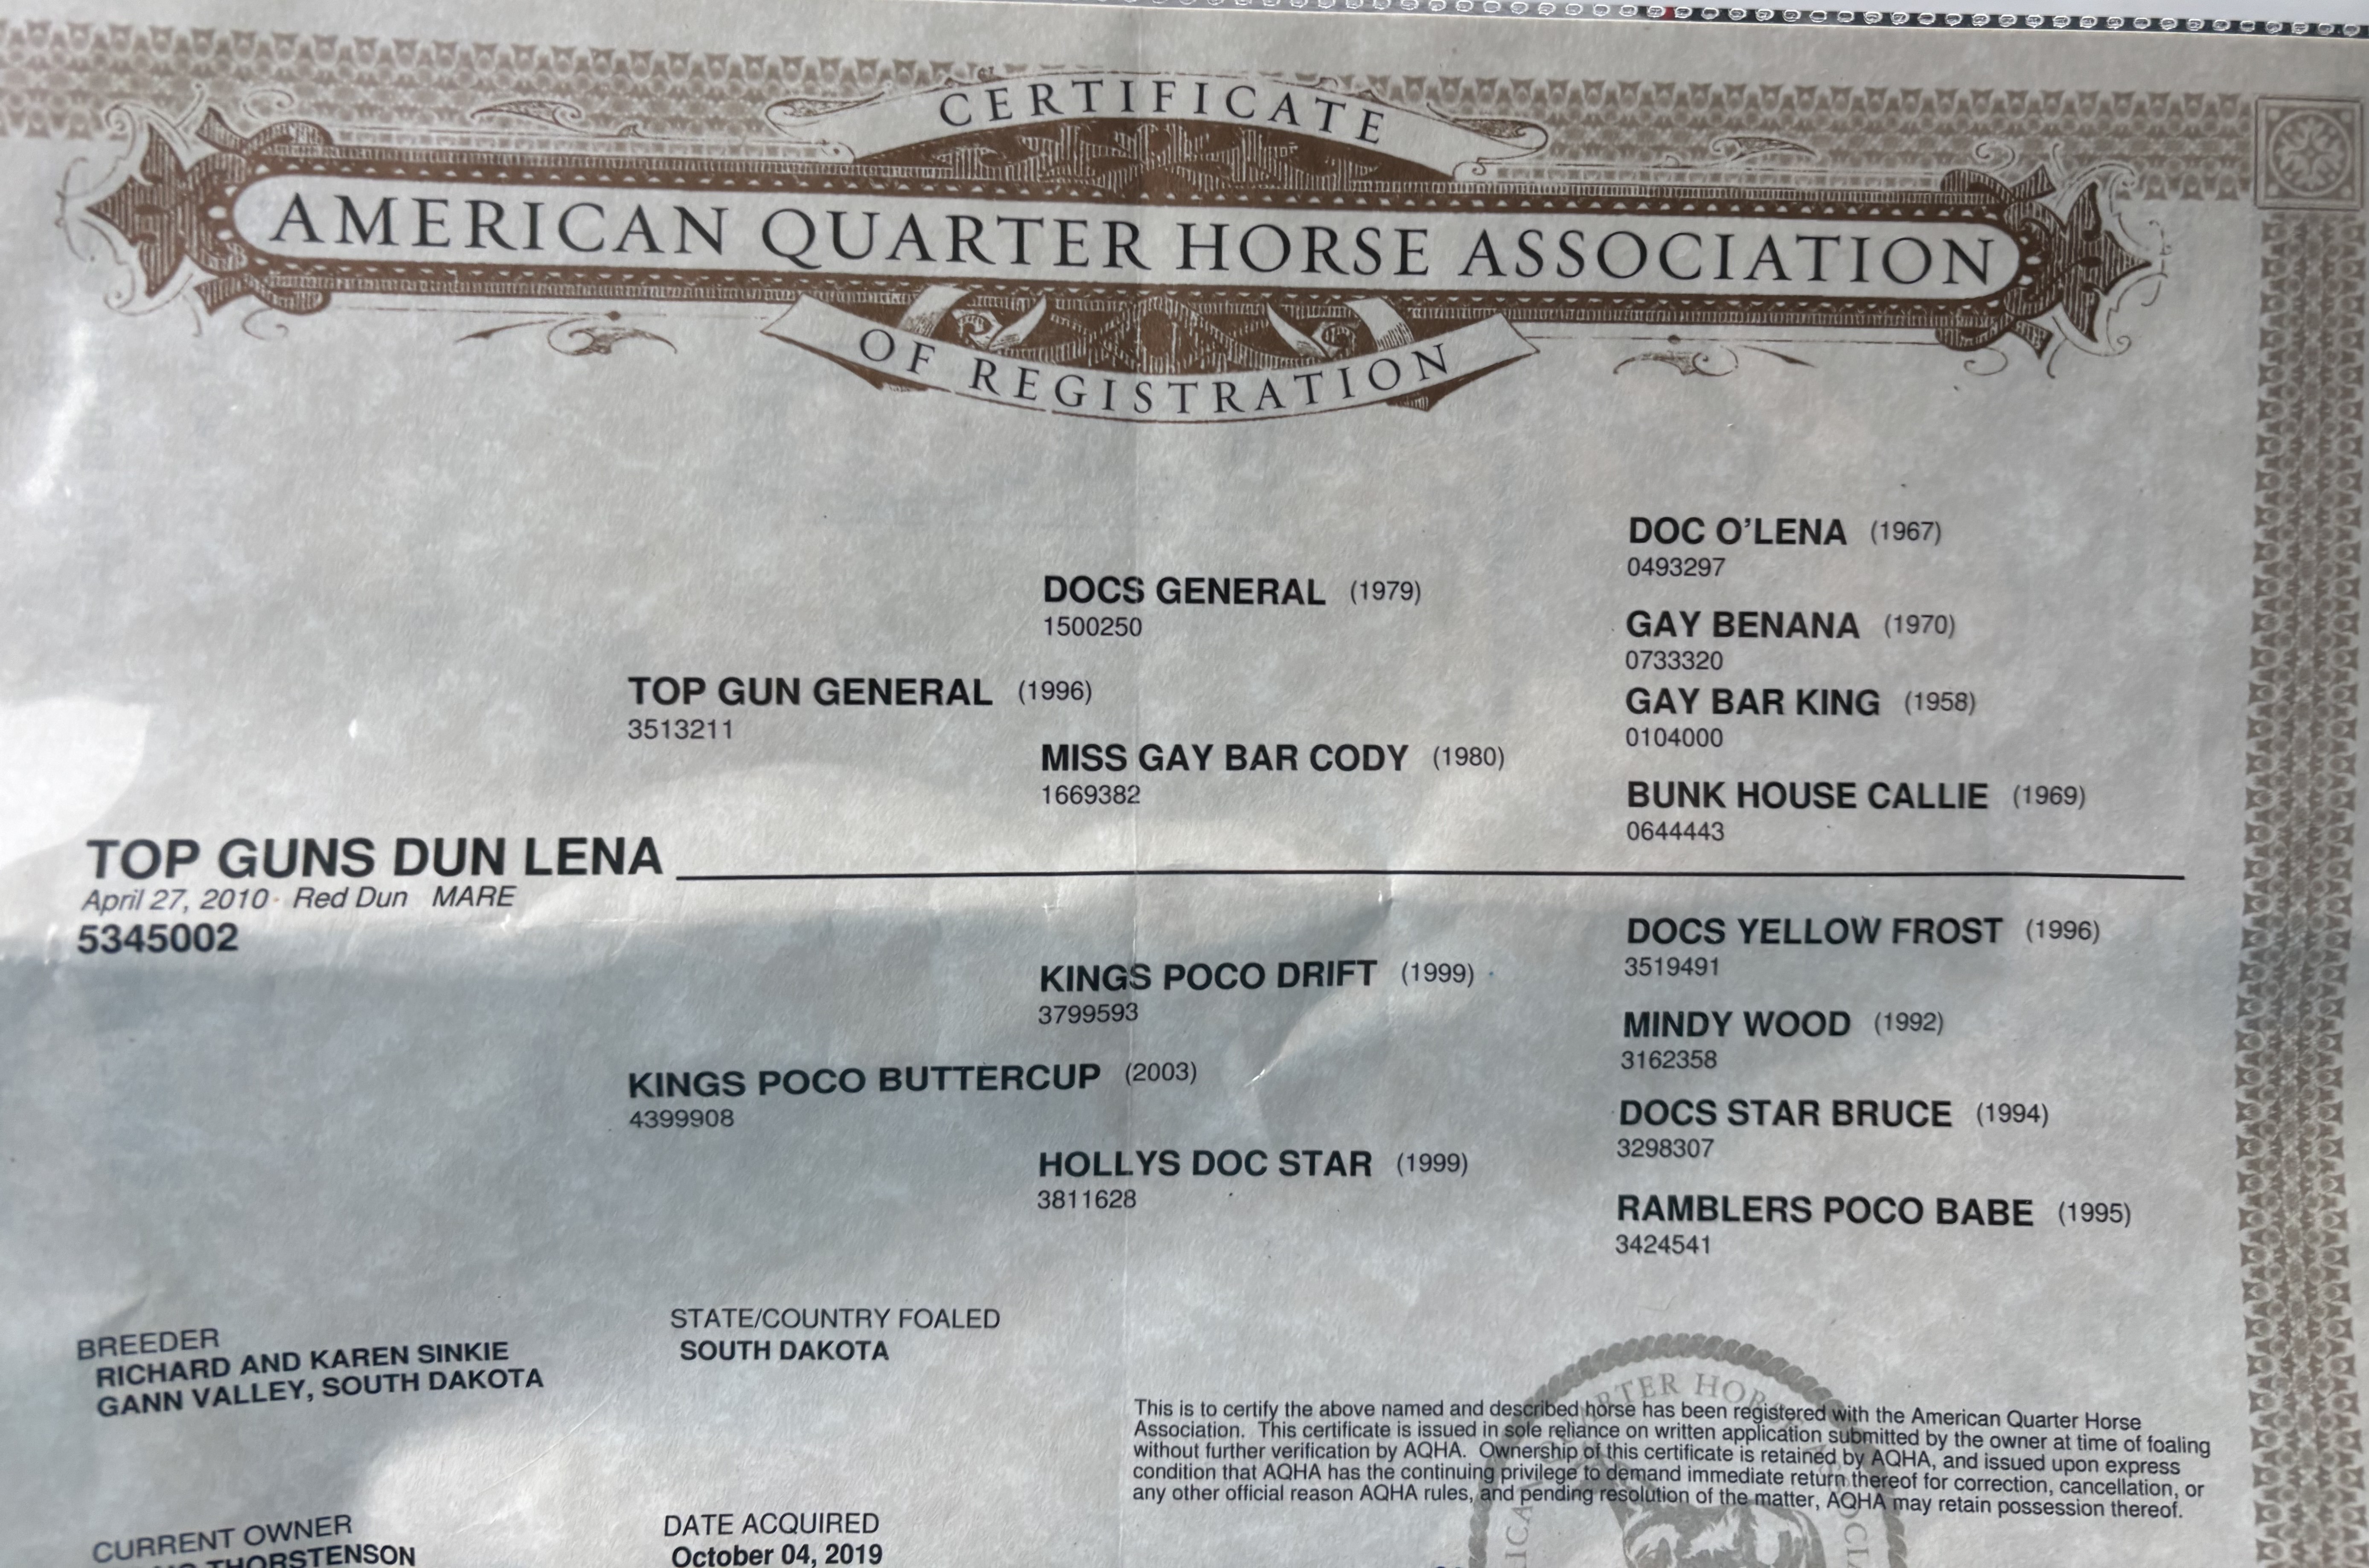 CERTIFICATE
AMERICAN QUARTER HORSE ASSOCIATION
OF REGISTRATION
DOC O'LENA (1967)
0493297
DOCS GENERAL (1979)
1500250
GAY BENANA (1970)
0733320
TOP GUN GENERAL (1996)
3513211
GAY BAR KING (1958)
0104000
MISS GAY BAR CODY (1980)
1669382
BUNK HOUSE CALLIE (1969)
0644443
TOP GUNS DUN LENA
April 27, 2010 Red Dun MARE
5345002
DOCS YELLOW FROST (1996)
3519491
KINGS POCO DRIFT (1999)
3799593
MINDY WOOD (1992)
3162358
KINGS POCO BUTTERCUP (2003)
4399908
DOCS STAR BRUCE (1994)
3298307
HOLLYS DOC STAR (1999)
3811628
RAMBLERS POCO BABE (1995)
3424541
BREEDER
RICHARD AND KAREN SINKIE
GANN VALLEY, SOUTH DAKOTA
STATE/COUNTRY FOALED
SOUTH DAKOTA
This is to certify the above named and described horse has been registered with the American Quarter Horse
Association. This certificate is issued in sole reliance on written application submitted by the owner at time of foaling
without further verification by AQHA. Ownership of this certificate is retained by AQHA, and issued upon express
condition that AQHA has the continuing privilege to demand immediate return thereof for correction, cancellation, or
any other official reason AQHA rules, and pending resolution of the matter, AQHA may retain possession thereof.
CURRENT OWNER
THORSTENSON
DATE ACQUIRED
October 04, 2019
QUARTER HORSE